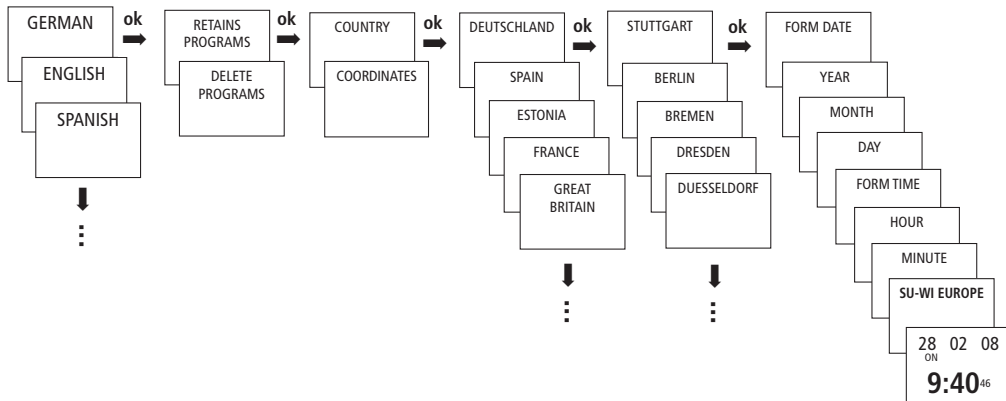 GERMAN
ENGLISH
SPANISH
ok
RETAINS
PROGRAMS
DELETE
PROGRAMS
ok
COUNTRY
COORDINATES
ok
DEUTSCHLAND
SPAIN
ESTONIA
FRANCE
GREAT
BRITAIN
ok
STUTTGART
BERLIN
BREMEN
DRESDEN
DUESSELDORF
ok
FORM DATE
YEAR
MONTH
DAY
FORM TIME
HOUR
MINUTE
SU-WI EUROPE
28 02 08
ON
9:40 46